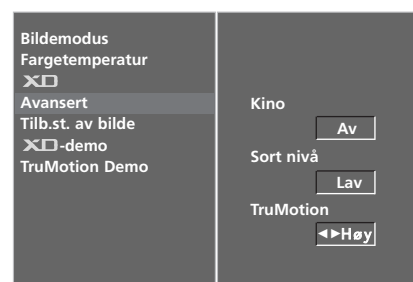 Bildemodus
Fargetemperatur
XD
Avansert
Tilb.st. av bilde
XD-demo
TruMotion Demo
Kino
Av
Sort nivå
Lav
TruMotion
◄►Høy